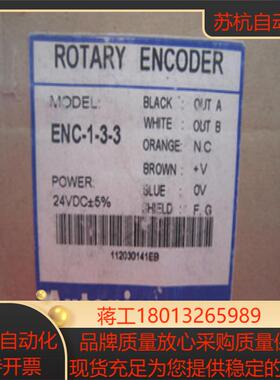 苏杭自动
ROTARY ENCODER
MODEL:
ENC-1-3-3
POWER:
24VDC±5%
BLACK: OUT A
WHITE: OUT B
ORANGE: N.C
BROWN: +V
BLUE: 0V
SHIELD: F.G
112030141EB
蒋工18013265989
自动化
品牌质量放心采购质量保
卡开票
现货充足为您提供稳定可